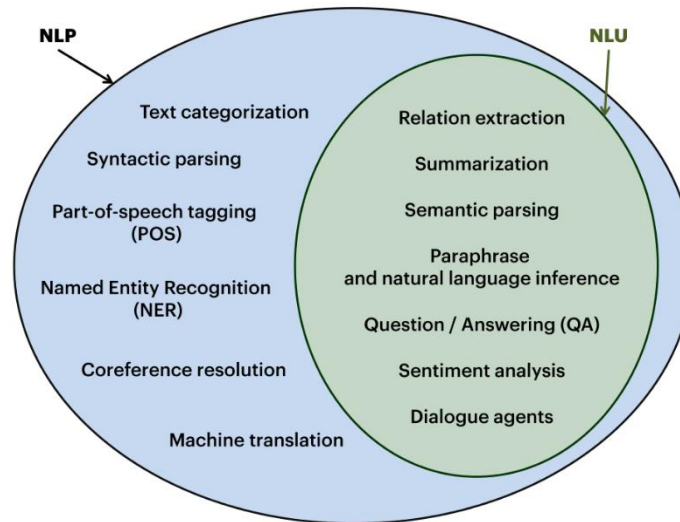 NLP
NLU
Text categorization
Syntactic parsing
Part-of-speech tagging
(POS)
Named Entity Recognition
(NER)
Coreference resolution
Machine translation
Relation extraction
Summarization
Semantic parsing
Paraphrase
and natural language inference
Question / Answering (QA)
Sentiment analysis
Dialogue agents